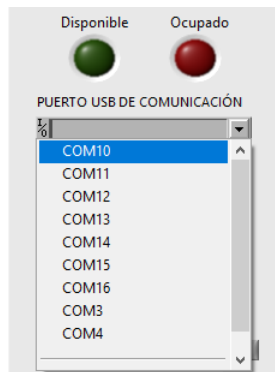 Disponible Ocupado
PUERTO USB DE COMUNICACIÓN
I/O
COM10
COM11
COM12
COM13
COM14
COM15
COM16
COM3
COM4